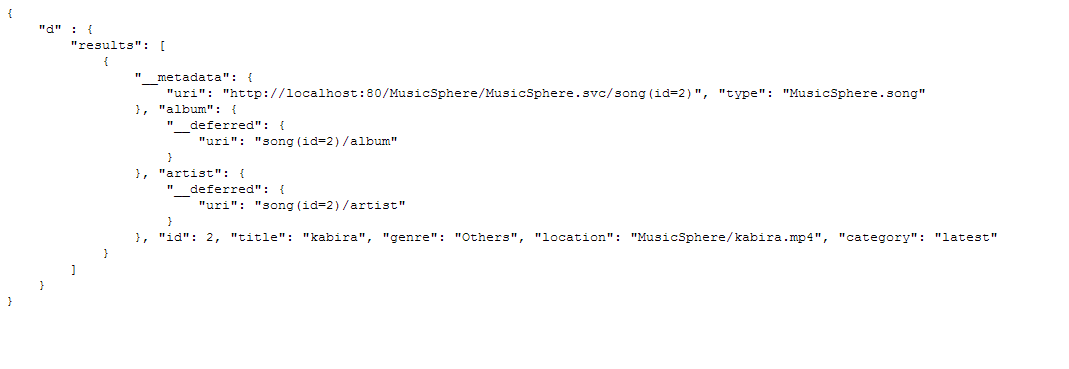 {
    "d" : {
        "results": [
            {
                "__metadata": {
                    "uri": "http://localhost:80/MusicSphere/MusicSphere.svc/song(id=2)", "type": "MusicSphere.song"
                }, "album": {
                    "__deferred": {
                        "uri": "song(id=2)/album"
                    }
                }, "artist": {
                    "__deferred": {
                        "uri": "song(id=2)/artist"
                    }
                }, "id": 2, "title": "kabira", "genre": "Others", "location": "MusicSphere/kabira.mp4", "category": "latest"
            }
        ]
    }
}